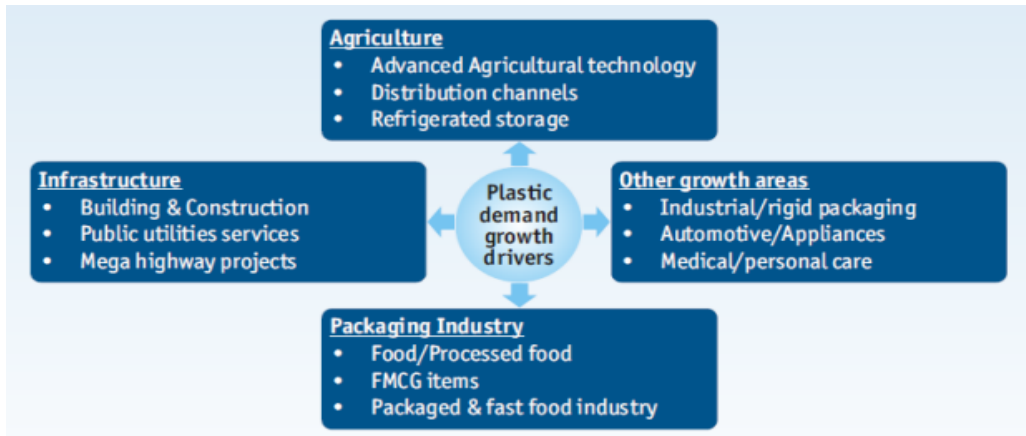 Agriculture
• Advanced Agricultural technology
• Distribution channels
• Refrigerated storage
Infrastructure
• Building & Construction
• Public utilities services
• Mega highway projects
Plastic
demand
growth
drivers
Other growth areas
• Industrial/rigid packaging
• Automotive/Appliances
• Medical/personal care
Packaging Industry
• Food/Processed food
• FMCG items
• Packaged & fast food industry